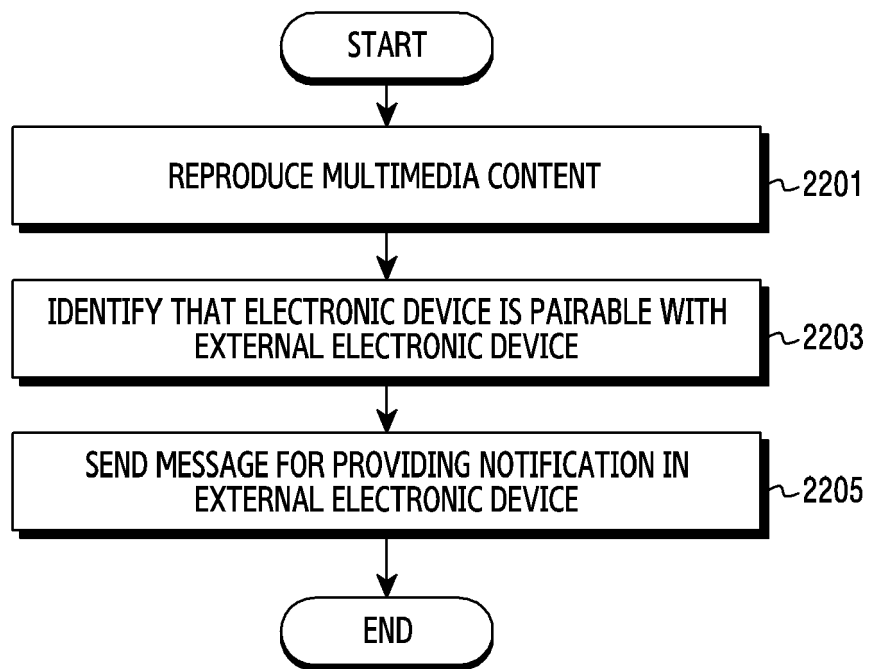 START
REPRODUCE MULTIMEDIA CONTENT
2201
IDENTIFY THAT ELECTRONIC DEVICE IS PAIRABLE WITH
EXTERNAL ELECTRONIC DEVICE
2203
SEND MESSAGE FOR PROVIDING NOTIFICATION IN
EXTERNAL ELECTRONIC DEVICE
2205
END